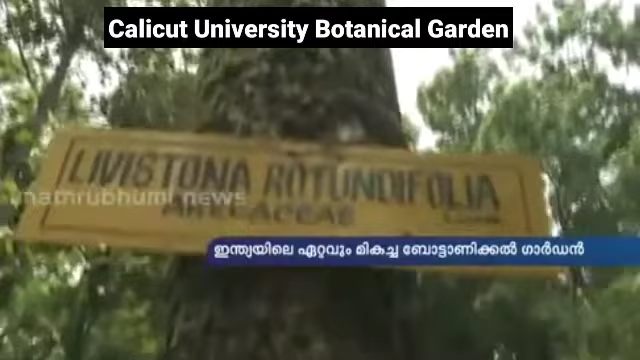 Calicut University Botanical Garden
LIVISTONA ROTUNDIFOLIA
ARECACEAE
mathrubhumi news
ഇന്ത്യയിലെ ഏറ്റവും മികച്ച ബോട്ടാണിക്കൽ ഗാർഡൻ